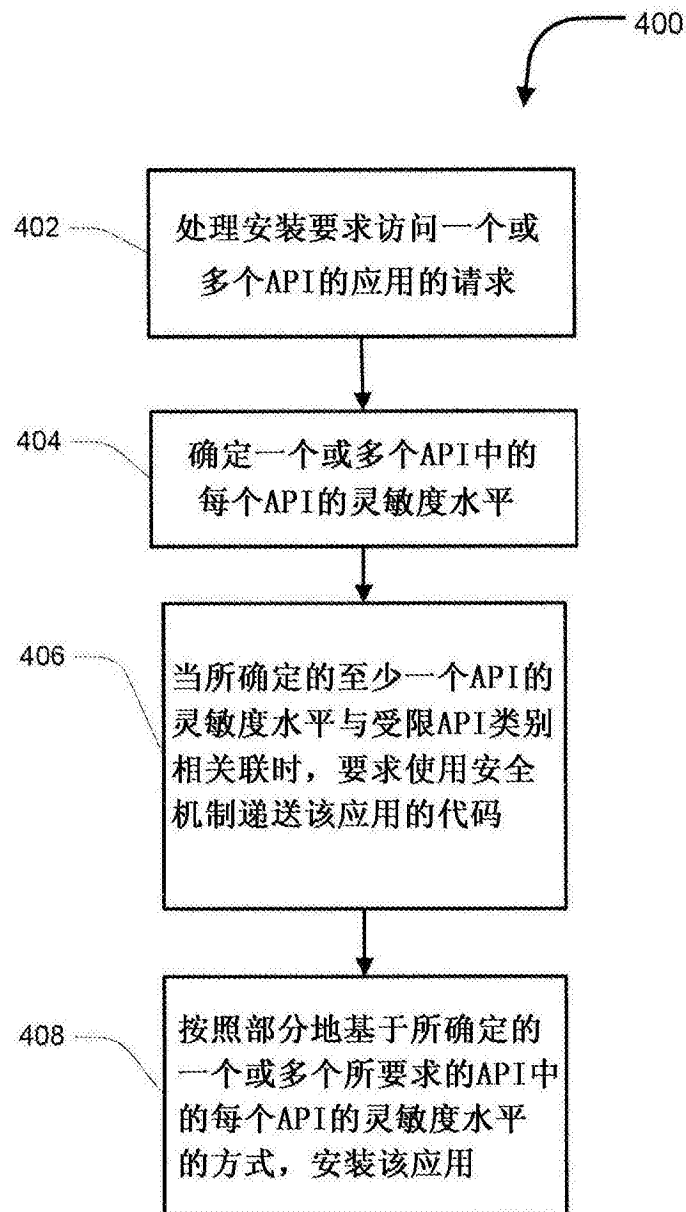 400
402
处理安装要求访问一个或
多个API的应用的请求
404
确定一个或多个API中的
每个API的灵敏度水平
406
当所确定的至少一个API的
灵敏度水平与受限API类别
相关联时，要求使用安全
机制递送该应用的代码
408
按照部分地基于所确定的
一个或多个所要求的API中
的每个API的灵敏度水平
的方式，安装该应用